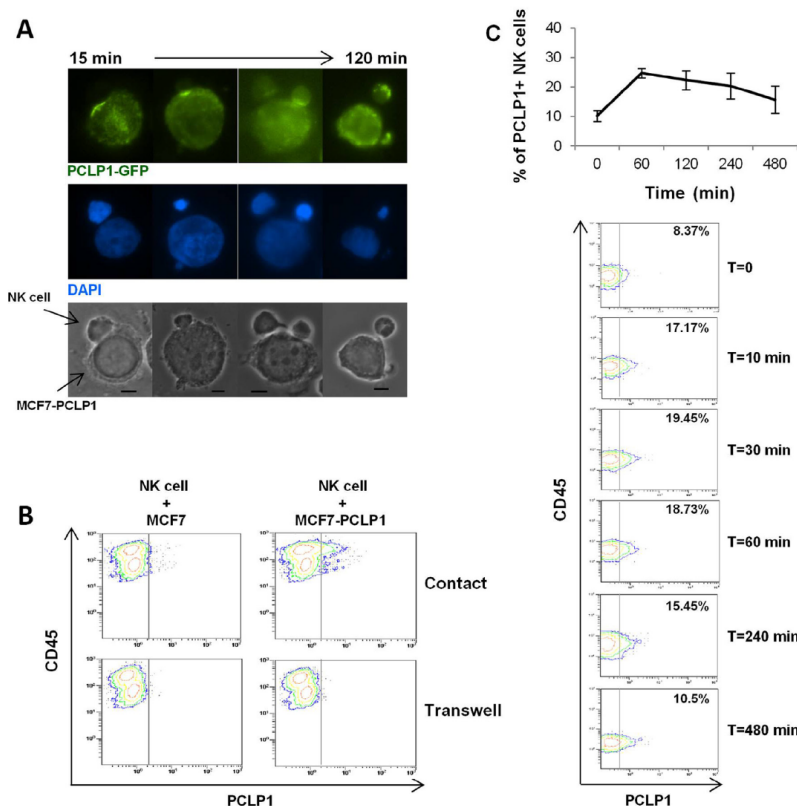 A
15 min
120 min
PCLP1-GFP
DAPI
NK cell
MCF7-PCLP1
B
NK cell
+
MCF7
NK cell
+
MCF7-PCLP1
CD45
Contact
Transwell
PCLP1
C
% of PCLP1+ NK cells
40
30
20
10
0
0 60 120 240 480
Time (min)
CD45
8.37%
T=0
17.17%
T=10 min
19.45%
T=30 min
18.73%
T=60 min
15.45%
T=240 min
10.5%
T=480 min
PCLP1